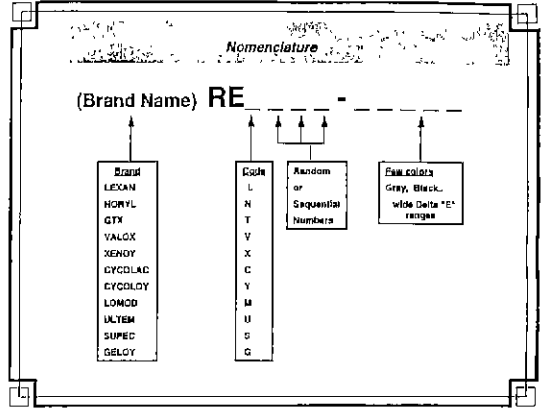 Nomenclature
(Brand Name) RE_ _ _ _ - _ _ _ _ _ _
Brand
LEXAN
NORYL
GTX
VALOX
XENOY
CYCOLAC
CYCOLOY
LOMOD
ULTEM
SUPEC
GELOY
Code
L
N
T
V
X
C
Y
M
U
S
G
Random
or
Sequential
Numbers
Few colors
Gray, Black..
wide Delta "E"
ranges